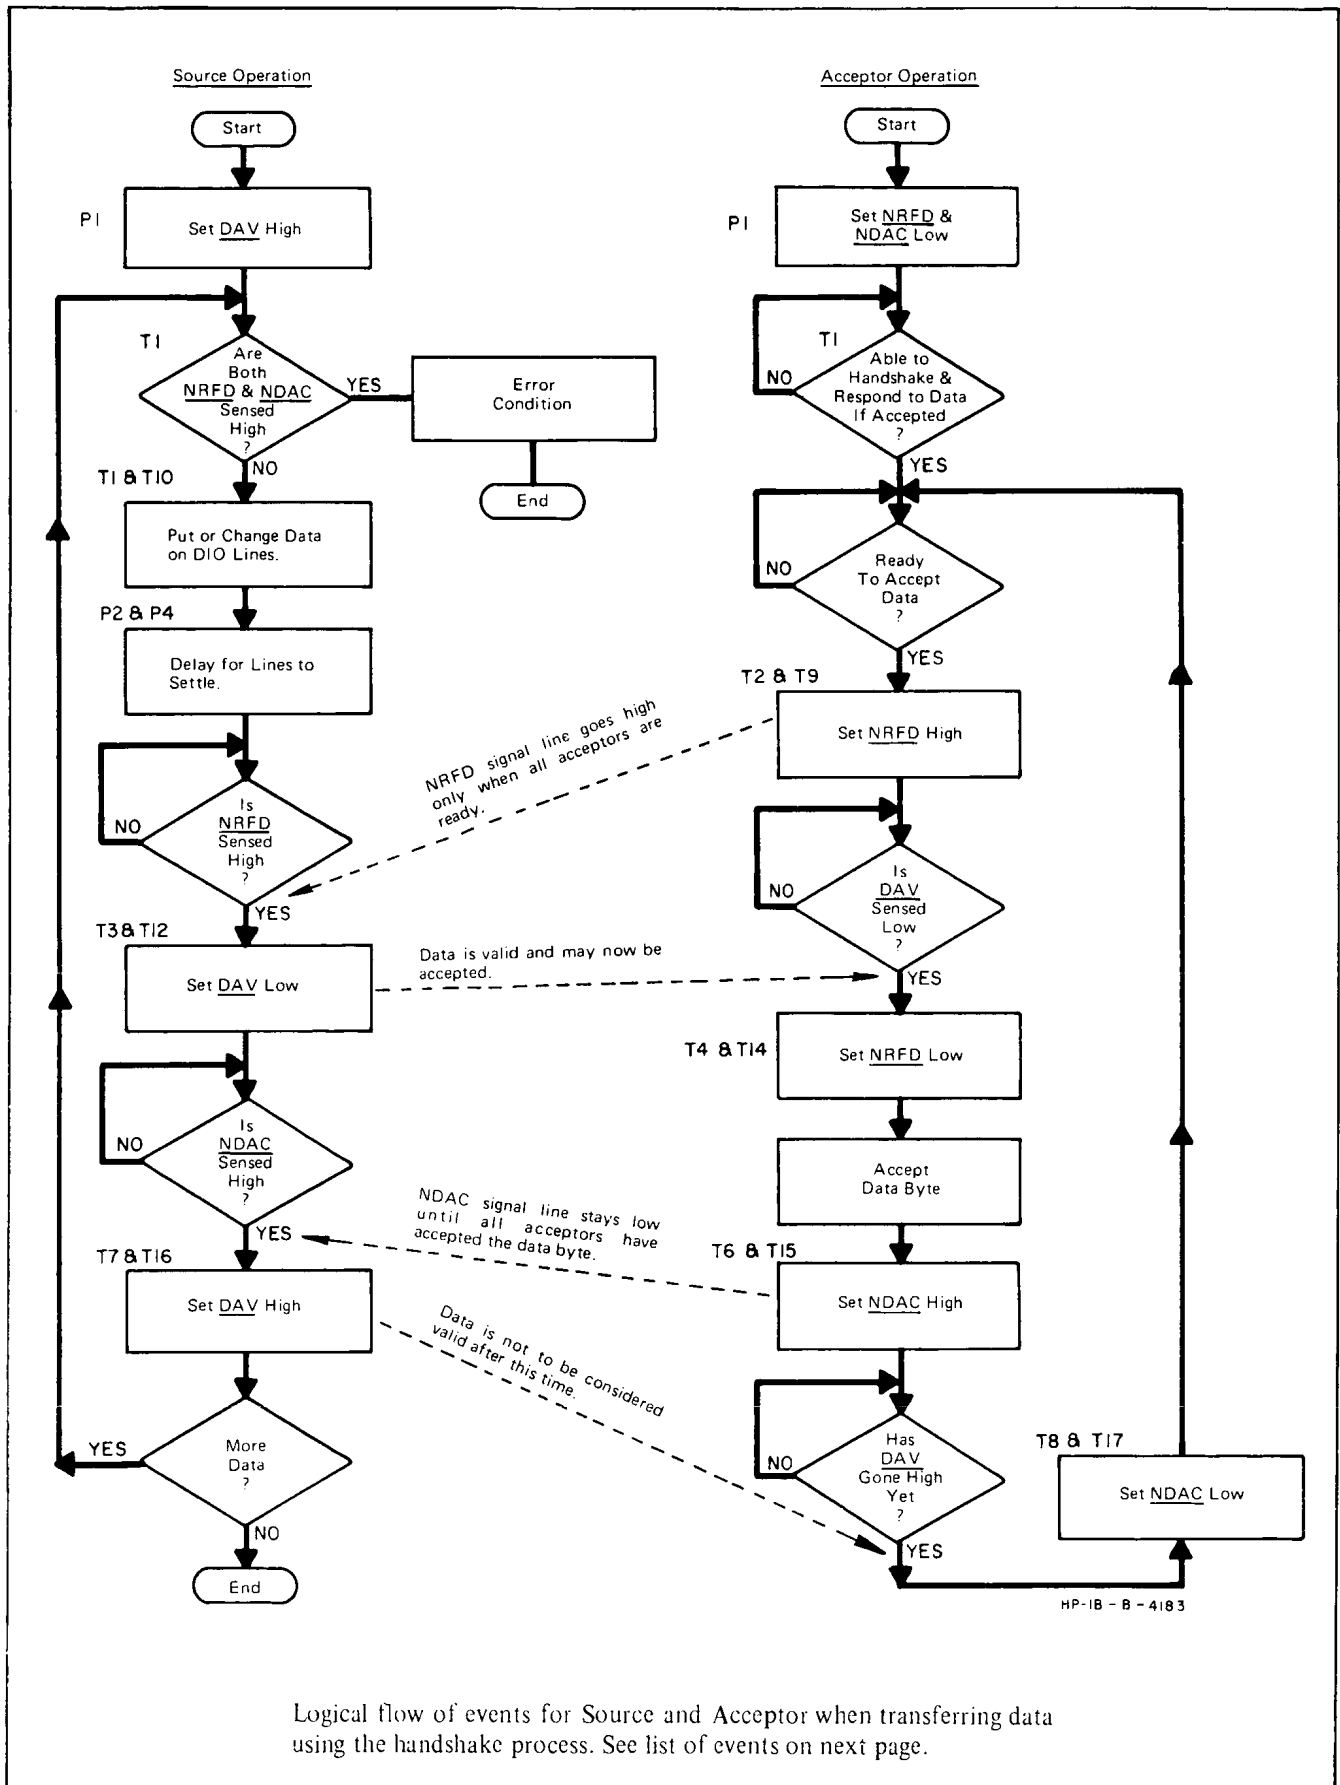 Source Operation
Start
P1
Set DAV High
T1
Are
Both
NRFD & NDAC
Sensed
High
?
YES
Error
Condition
End
NO
T1 & T10
Put or Change Data
on DIO Lines.
P2 & P4
Delay for Lines to
Settle.
Is
NRFD
Sensed
High
?
NO
YES
T3 & T12
Set DAV Low
Is
NDAC
Sensed
High
?
NO
YES
T7 & T16
Set DAV High
More
Data
?
YES
NO
End
NRFD signal line goes high
only when all acceptors are
ready.
Data is valid and may now be
accepted.
NDAC signal line stays low
until all acceptors have
accepted the data byte.
Data is not to be considered
valid after this time.
Acceptor Operation
Start
P1
Set NRFD &
NDAC Low
T1
Able to
Handshake &
Respond to Data
If Accepted
?
NO
YES
Ready
To Accept
Data
?
NO
YES
T2 & T9
Set NRFD High
Is
DAV
Sensed
Low
?
NO
YES
T4 & T14
Set NRFD Low
Accept
Data Byte
T6 & T15
Set NDAC High
Has
DAV
Gone High
Yet
?
NO
YES
T8 & T17
Set NDAC Low
HP-IB - B - 4183
Logical flow of events for Source and Acceptor when transferring data
using the handshake process. See list of events on next page.